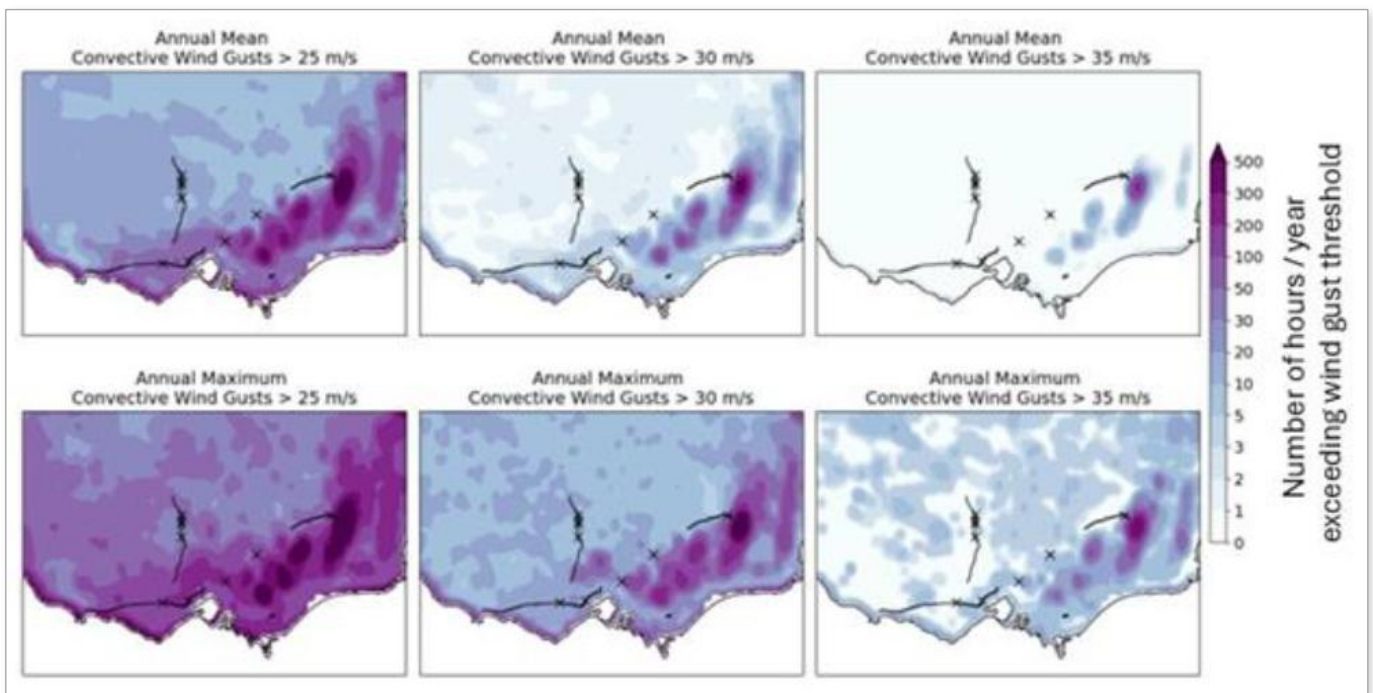 Annual Mean
Convective Wind Gusts > 25 m/s
Annual Mean
Convective Wind Gusts > 30 m/s
Annual Mean
Convective Wind Gusts > 35 m/s
Annual Maximum
Convective Wind Gusts > 25 m/s
Annual Maximum
Convective Wind Gusts > 30 m/s
Annual Maximum
Convective Wind Gusts > 35 m/s
500
300
200
100
50
30
20
10
5
3
2
1
0
Number of hours / year
exceeding wind gust threshold